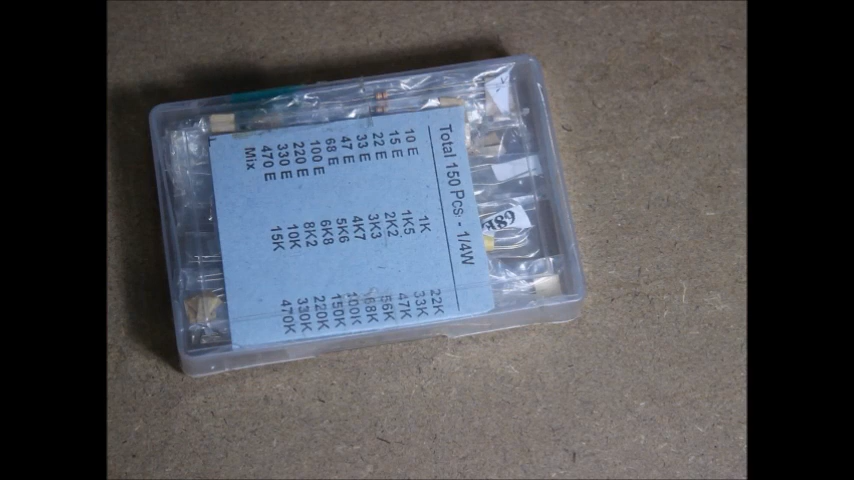 Total 150 Pcs. - 1/4W
10 E 1K 22K
15 E 1K5 33K
22 E 2K2 47K
33 E 3K3 56K
47 E 4K7 68K
68 E 5K6 100K
100 E 6K8 150K
220 E 8K2 220K
330 E 10K 330K
470 E 15K 470K
Mix